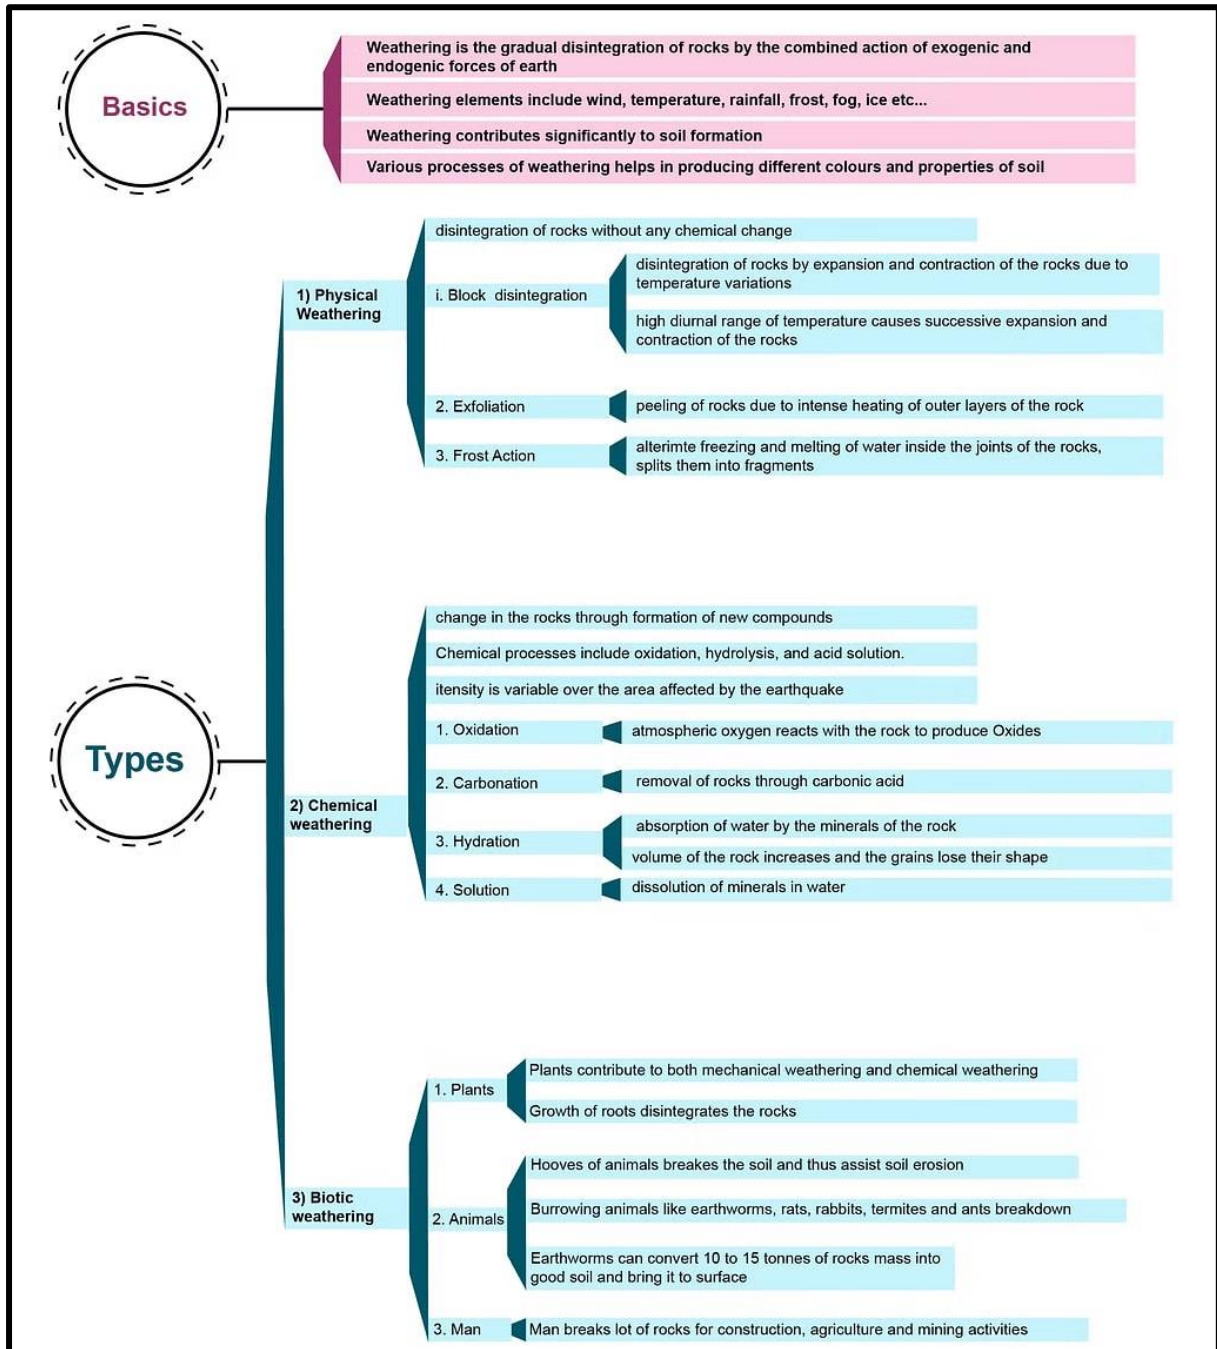 Basics
Weathering is the gradual disintegration of rocks by the combined action of exogenic and
endogenic forces of earth
Weathering elements include wind, temperature, rainfall, frost, fog, ice etc...
Weathering contributes significantly to soil formation
Various processes of weathering helps in producing different colours and properties of soil
Types
1) Physical
Weathering
disintegration of rocks without any chemical change
i. Block disintegration
disintegration of rocks by expansion and contraction of the rocks due to
temperature variations
high diurnal range of temperature causes successive expansion and
contraction of the rocks
2. Exfoliation
peeling of rocks due to intense heating of outer layers of the rock
3. Frost Action
alterimte freezing and melting of water inside the joints of the rocks,
splits them into fragments
2) Chemical
weathering
change in the rocks through formation of new compounds
Chemical processes include oxidation, hydrolysis, and acid solution.
itensity is variable over the area affected by the earthquake
1. Oxidation
atmospheric oxygen reacts with the rock to produce Oxides
2. Carbonation
removal of rocks through carbonic acid
3. Hydration
absorption of water by the minerals of the rock
volume of the rock increases and the grains lose their shape
4. Solution
dissolution of minerals in water
3) Biotic
weathering
1. Plants
Plants contribute to both mechanical weathering and chemical weathering
Growth of roots disintegrates the rocks
2. Animals
Hooves of animals breakes the soil and thus assist soil erosion
Burrowing animals like earthworms, rats, rabbits, termites and ants breakdown
Earthworms can convert 10 to 15 tonnes of rocks mass into
good soil and bring it to surface
3. Man
Man breaks lot of rocks for construction, agriculture and mining activities